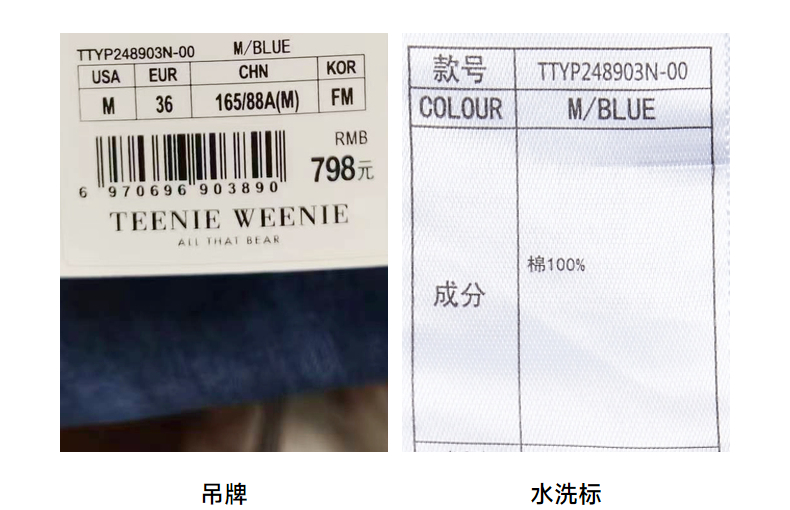 TTYP248903N-00 M/BLUE
USA EUR CHN KOR
M 36 165/88A(M) FM
RMB
798元
6 970696 903890
TEENIE WEENIE
ALL THAT BEAR
吊牌
款号 TTYP248903N-00
COLOUR M/BLUE
成分 棉100%
水洗标